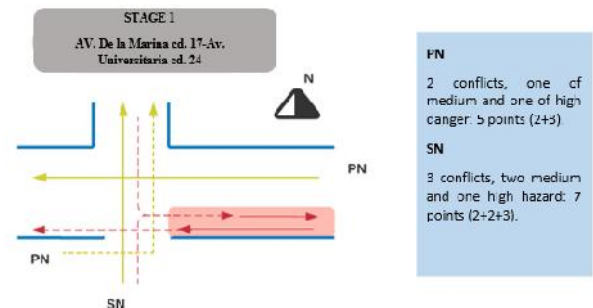 STAGE 1
AV. De la Marina cd. 17-Av.
Universitaria cd. 24
N
PN
PN
SN
PN
2 conflicts, one of
medium and one of high
danger: 5 points (2+3).
SN
3 conflicts, two medium
and one high hazard: 7
points (2+2+3).